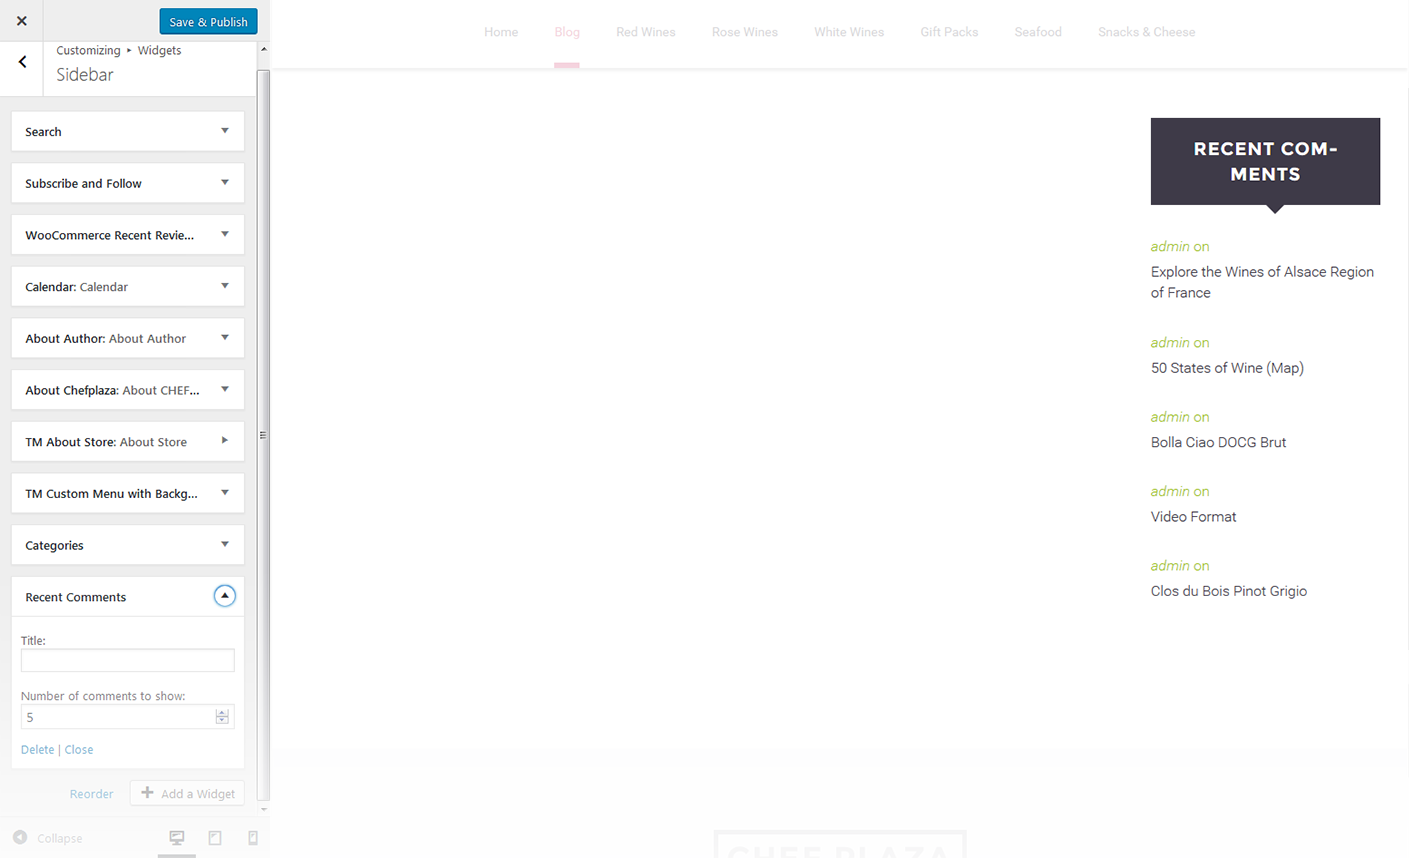 Save & Publish
Customizing ▸ Widgets
Sidebar
Search
Subscribe and Follow
WooCommerce Recent Revie...
Calendar: Calendar
About Author: About Author
About Chefplaza: About CHEF...
TM About Store: About Store
TM Custom Menu with Backg...
Categories
Recent Comments
Title:
Number of comments to show:
5
Delete | Close
Reorder
Add a Widget
Collapse
Home Blog Red Wines Rose Wines White Wines Gift Packs Seafood Snacks & Cheese
RECENT COM-
MENTS
admin on
Explore the Wines of Alsace Region
of France
admin on
50 States of Wine (Map)
admin on
Bolla Ciao DOCG Brut
admin on
Video Format
admin on
Clos du Bois Pinot Grigio
CHEF PLAZA